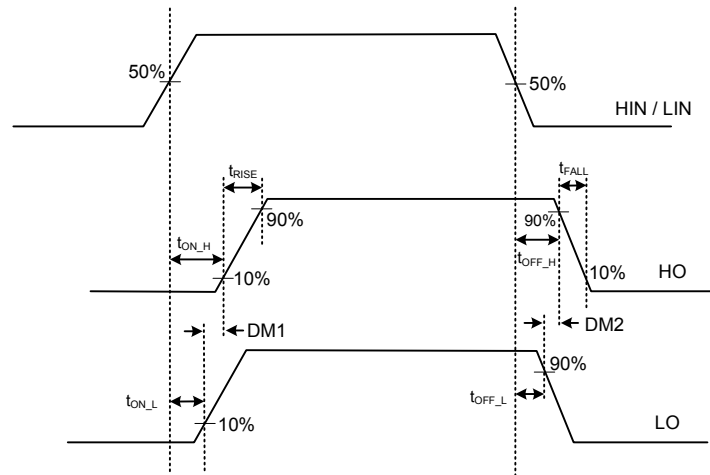 50%
50%
HIN / LIN
tRISE
tFALL
90%
90%
tON_H
tOFF_H
10%
10%
HO
DM1
DM2
90%
tON_L
tOFF_L
10%
LO